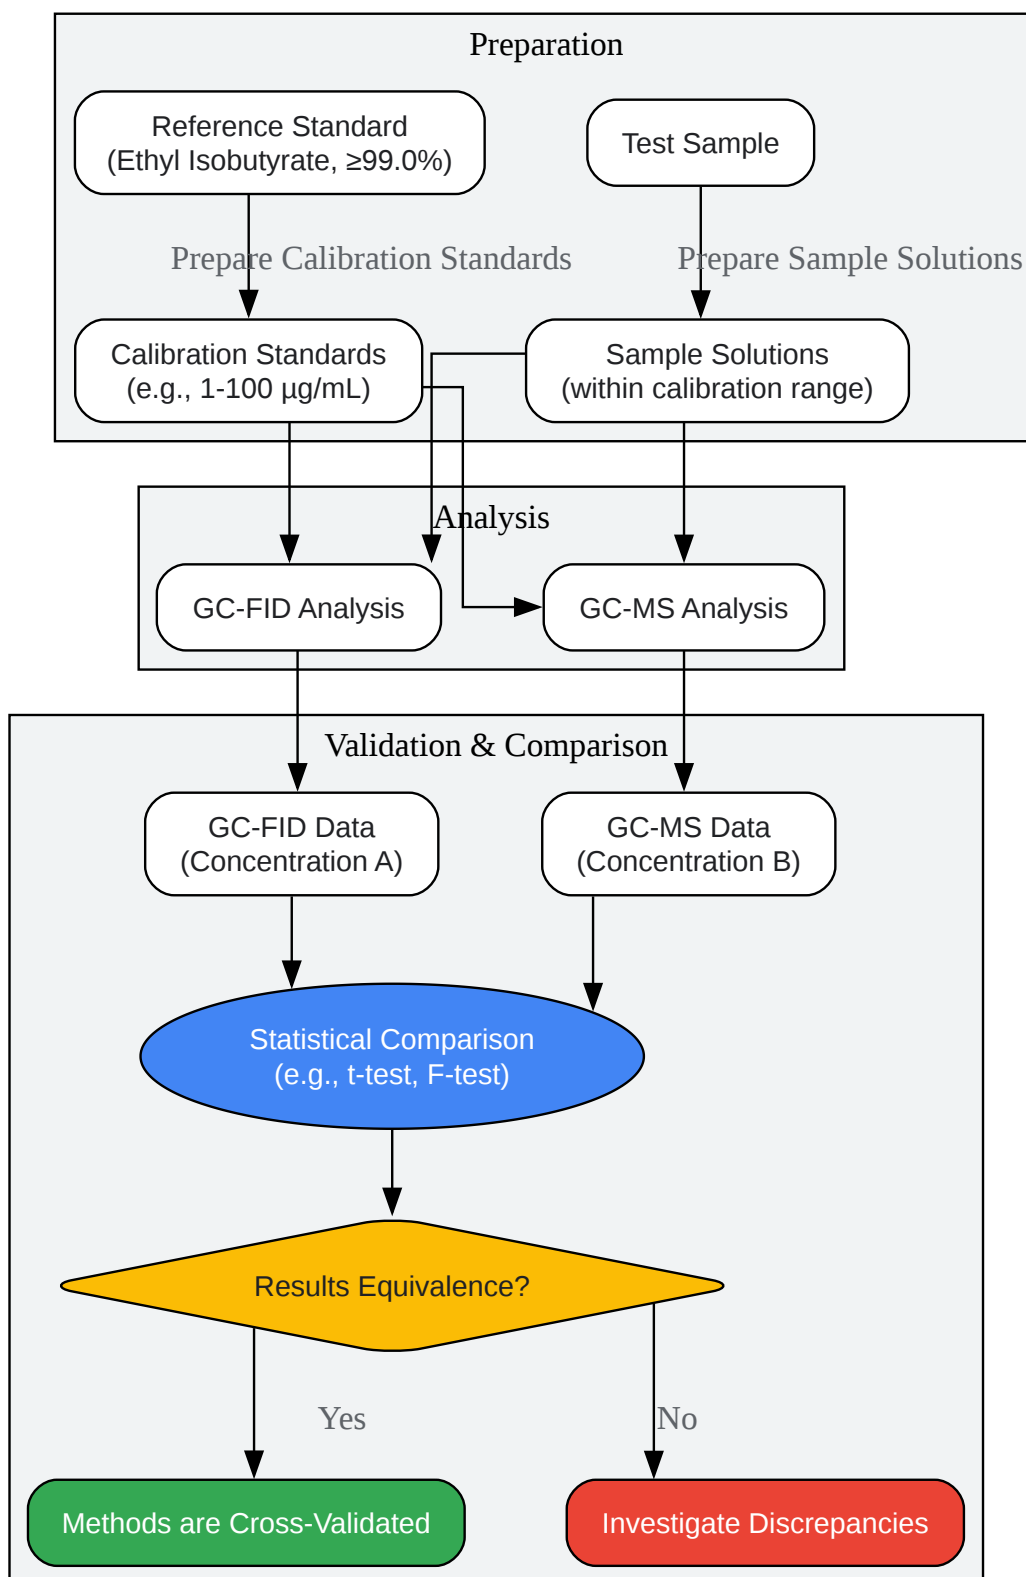 Preparation
Reference Standard
(Ethyl Isobutyrate, ≥99.0%)
Test Sample
Prepare Calibration Standards
Prepare Sample Solutions
Calibration Standards
(e.g., 1-100 µg/mL)
Sample Solutions
(within calibration range)
Analysis
GC-FID Analysis
GC-MS Analysis
Validation & Comparison
GC-FID Data
(Concentration A)
GC-MS Data
(Concentration B)
Statistical Comparison
(e.g., t-test, F-test)
Results Equivalence?
Yes
No
Methods are Cross-Validated
Investigate Discrepancies